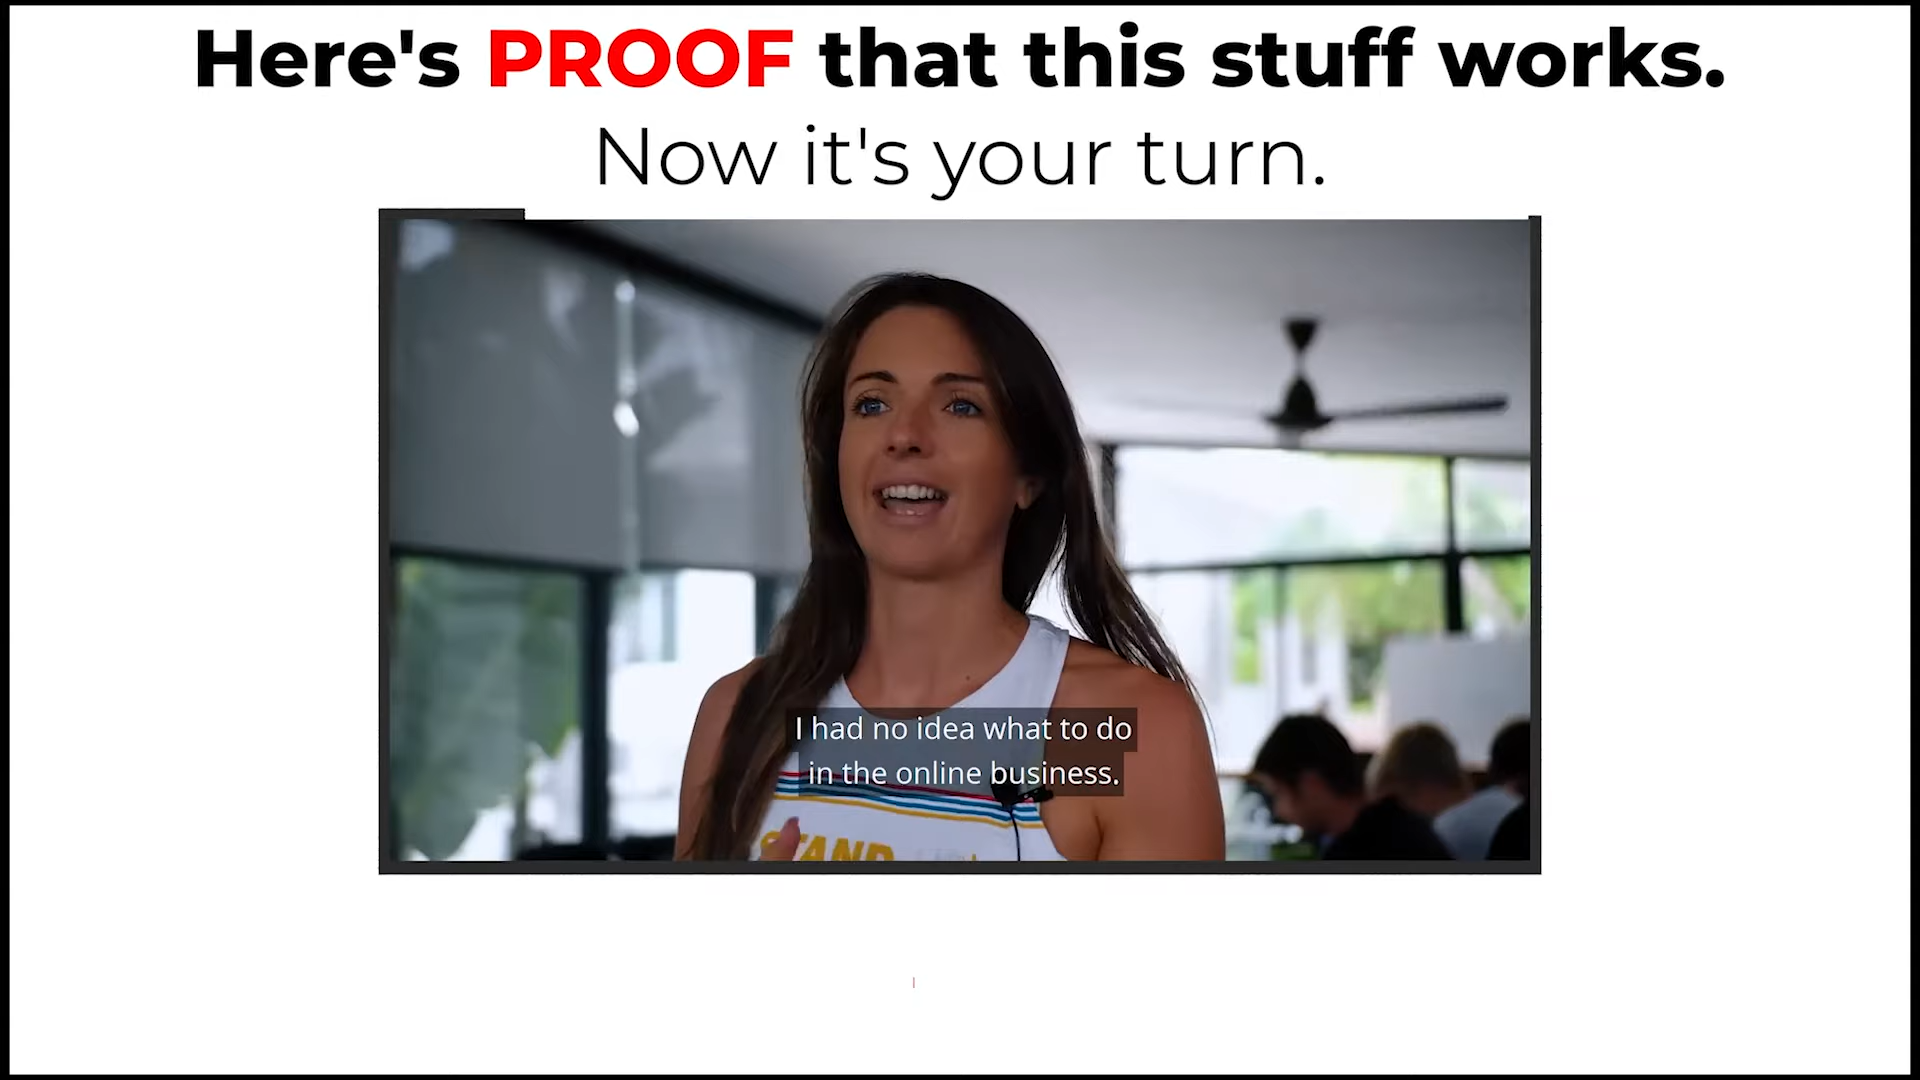 Here's PROOF that this stuff works.
Now it's your turn.
I had no idea what to do
in the online business.
STAND